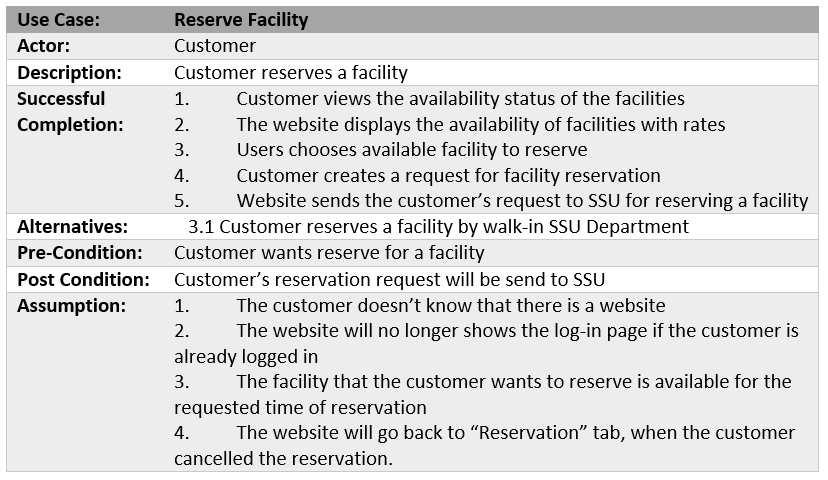 Use Case: Reserve Facility
Actor: Customer
Description: Customer reserves a facility
Successful 1. Customer views the availability status of the facilities
Completion: 2. The website displays the availability of facilities with rates
3. Users chooses available facility to reserve
4. Customer creates a request for facility reservation
5. Website sends the customer's request to SSU for reserving a facility
Alternatives: 3.1 Customer reserves a facility by walk-in SSU Department
Pre-Condition: Customer wants reserve for a facility
Post Condition: Customer's reservation request will be send to SSU
Assumption: 1. The customer doesn't know that there is a website
2. The website will no longer shows the log-in page if the customer is
already logged in
3. The facility that the customer wants to reserve is available for the
requested time of reservation
4. The website will go back to “Reservation” tab, when the customer
cancelled the reservation.